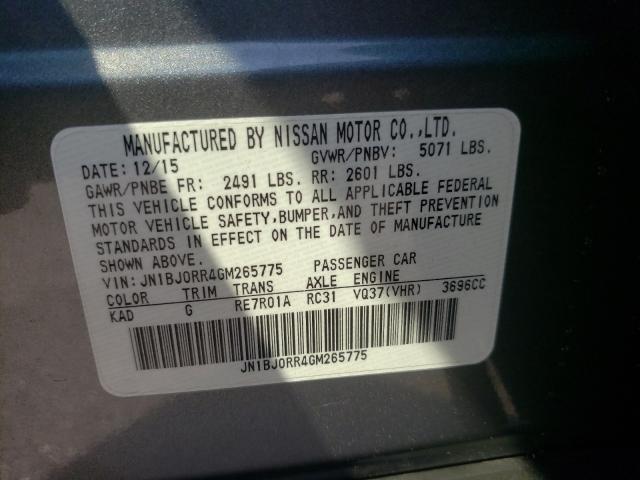 MANUFACTURED BY NISSAN MOTOR CO.,LTD.
DATE: 12/15 GVWR/PNBV: 5071 LBS.
GAWR/PNBE FR: 2491 LBS. RR: 2601 LBS.
THIS VEHICLE CONFORMS TO ALL APPLICABLE FEDERAL
MOTOR VEHICLE SAFETY,BUMPER,AND THEFT PREVENTION
STANDARDS IN EFFECT ON THE DATE OF MANUFACTURE
SHOWN ABOVE.
VIN: JN1BJ0RR4GM265775 PASSENGER CAR
COLOR TRIM TRANS AXLE ENGINE
KAD G RE7R01A RC31 VQ37(VHR) 3696CC
JN1BJ0RR4GM265775